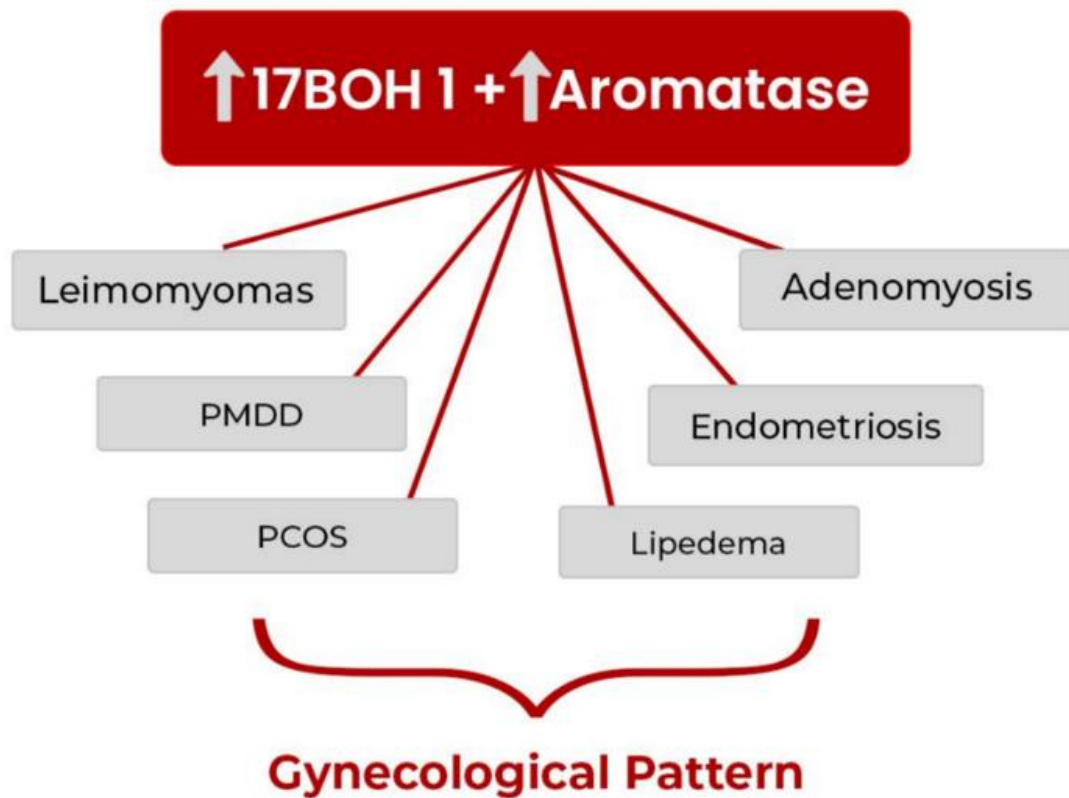 ↑17BOH 1 + ↑Aromatase
Leimomyomas
Adenomyosis
PMDD
Endometriosis
PCOS
Lipedema
Gynecological Pattern